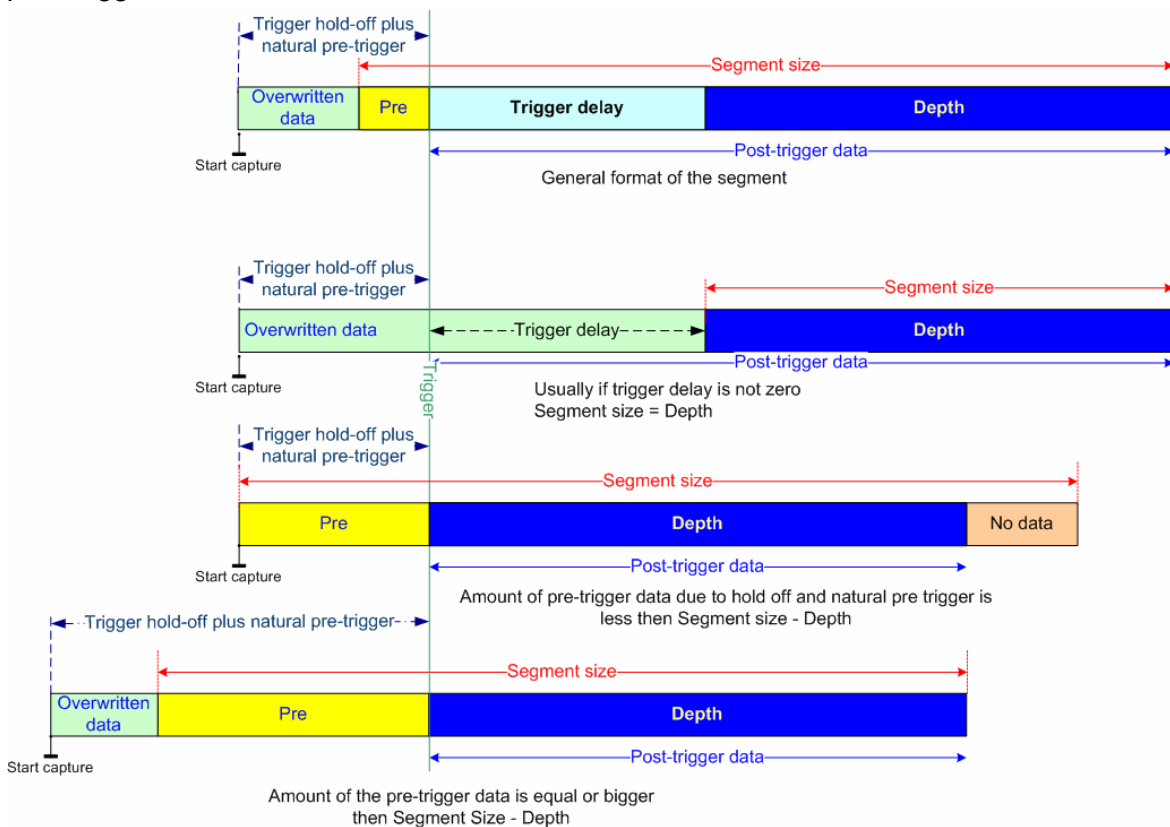 Trigger hold-off plus
natural pre-trigger
Segment size
Overwritten
data
Pre
Trigger delay
Depth
Start capture
Post-trigger data
General format of the segment
Trigger hold-off plus
natural pre-trigger
Segment size
Overwritten data
Trigger delay
Depth
Start capture
Post-trigger data
Trigger
Usually if trigger delay is not zero
Segment size = Depth
Trigger hold-off plus
natural pre-trigger
Segment size
Pre
Depth
No data
Start capture
Post-trigger data
Amount of pre-trigger data due to hold off and natural pre trigger is
less then Segment size - Depth
Trigger hold-off plus natural pre-trigger
Segment size
Overwritten
data
Pre
Depth
Start capture
Post-trigger data
Amount of the pre-trigger data is equal or bigger
then Segment Size - Depth